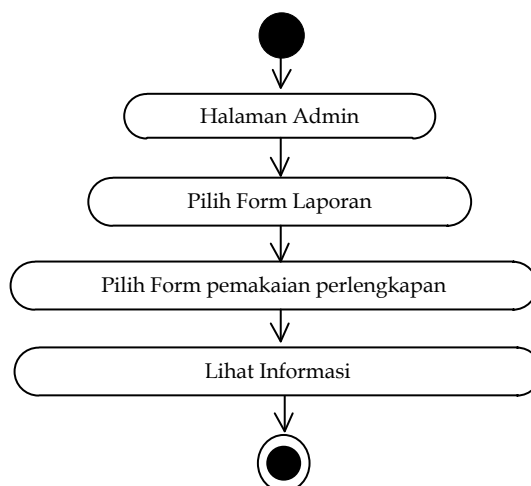 Halaman Admin
Pilih Form Laporan
Pilih Form pemakaian perlengkapan
Lihat Informasi